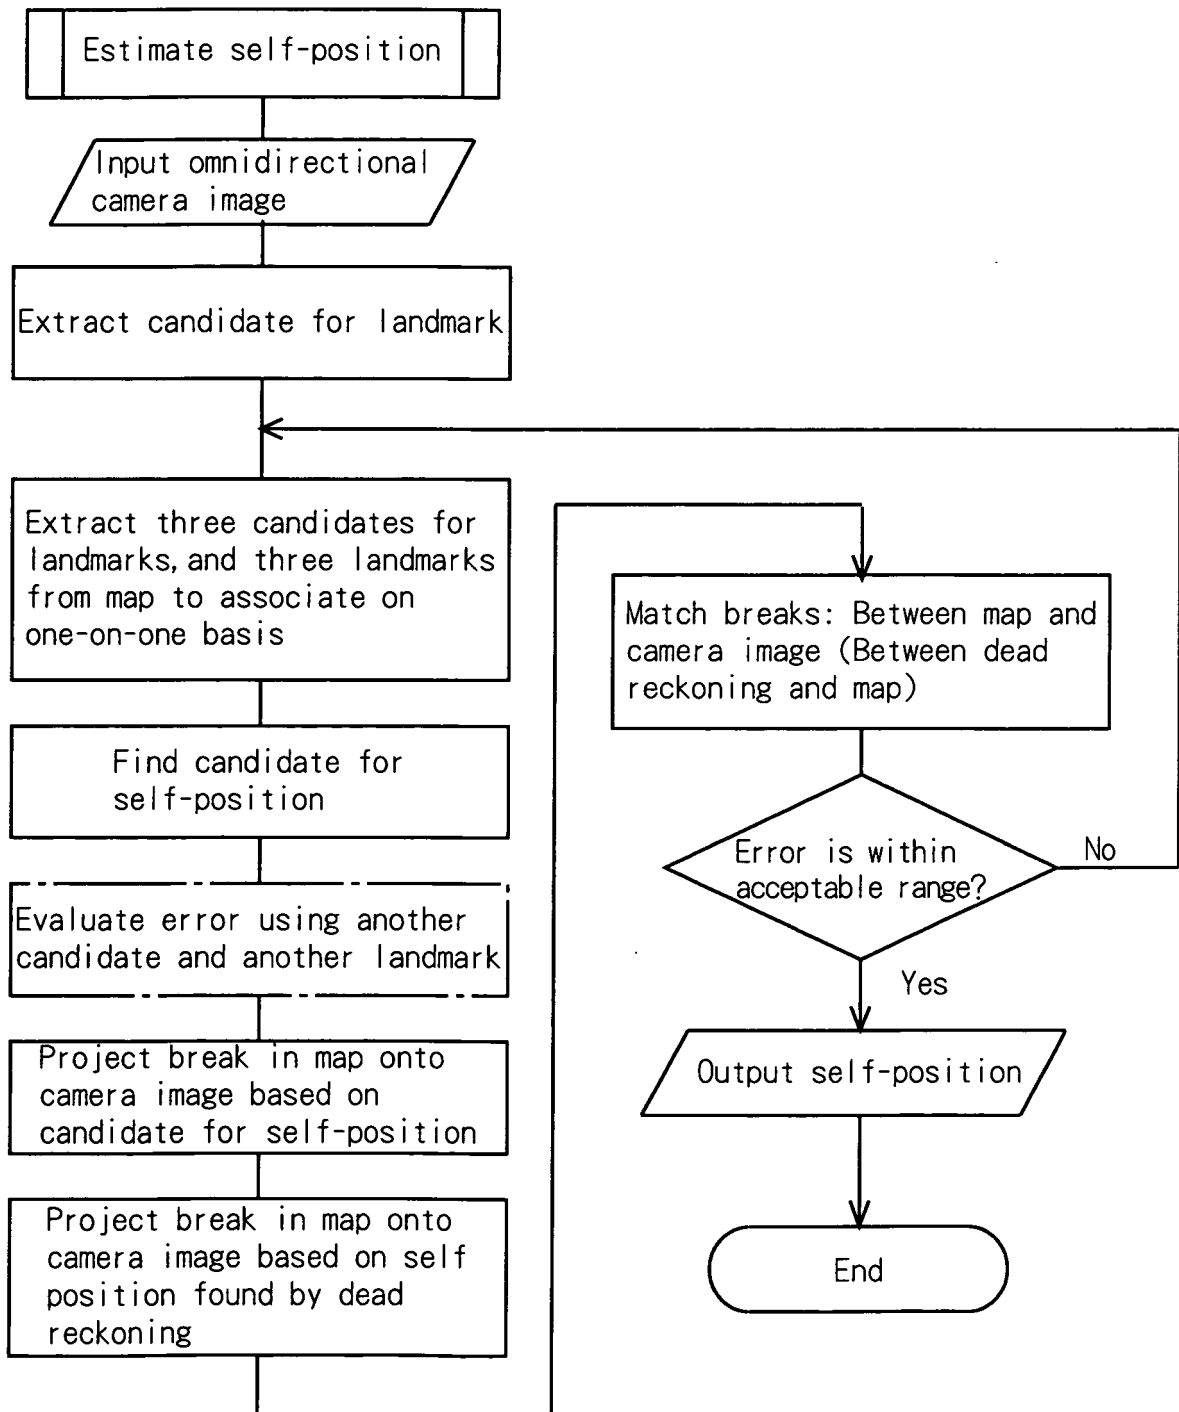 Estimate self-position
Input omnidirectional
camera image
Extract candidate for landmark
Extract three candidates for
landmarks, and three landmarks
from map to associate on
one-on-one basis
Find candidate for
self-position
Evaluate error using another
candidate and another landmark
Project break in map onto
camera image based on
candidate for self-position
Project break in map onto
camera image based on self
position found by dead
reckoning
Match breaks: Between map and
camera image (Between dead
reckoning and map)
Error is within
acceptable range?
No
Yes
Output self-position
End